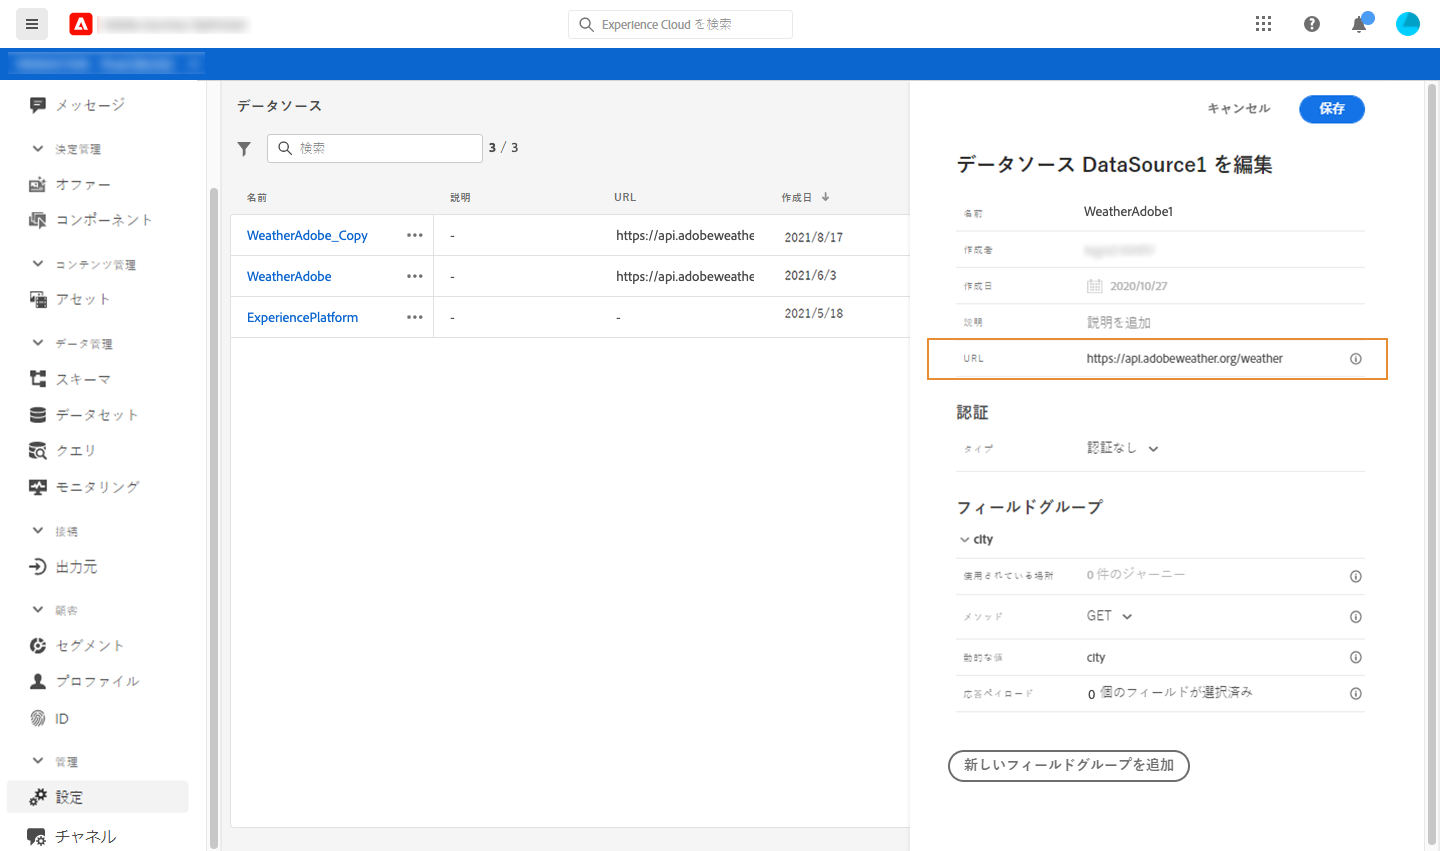 Experience Cloud を検索
メッセージ
決定管理
オファー
コンポーネント
コンテンツ管理
アセット
データ管理
スキーマ
データセット
クエリ
モニタリング
接続
出力元
顧客
セグメント
プロファイル
ID
管理
設定
チャネル
データソース
検索
3 / 3
名前 説明 URL 作成日
WeatherAdobe_Copy - https://api.adobeweathe 2021/8/17
WeatherAdobe - https://api.adobeweathe 2021/6/3
ExperiencePlatform - - 2021/5/18
キャンセル 保存
データソース DataSource1 を編集
名前 WeatherAdobe1
作成者
作成日 2020/10/27
説明 説明を追加
URL https://api.adobeweather.org/weather
認証
タイプ 認証なし
フィールドグループ
city
使用されている場所 0 件のジャーニー
メソッド GET
動的な値 city
応答ペイロード 0 個のフィールドが選択済み
新しいフィールドグループを追加